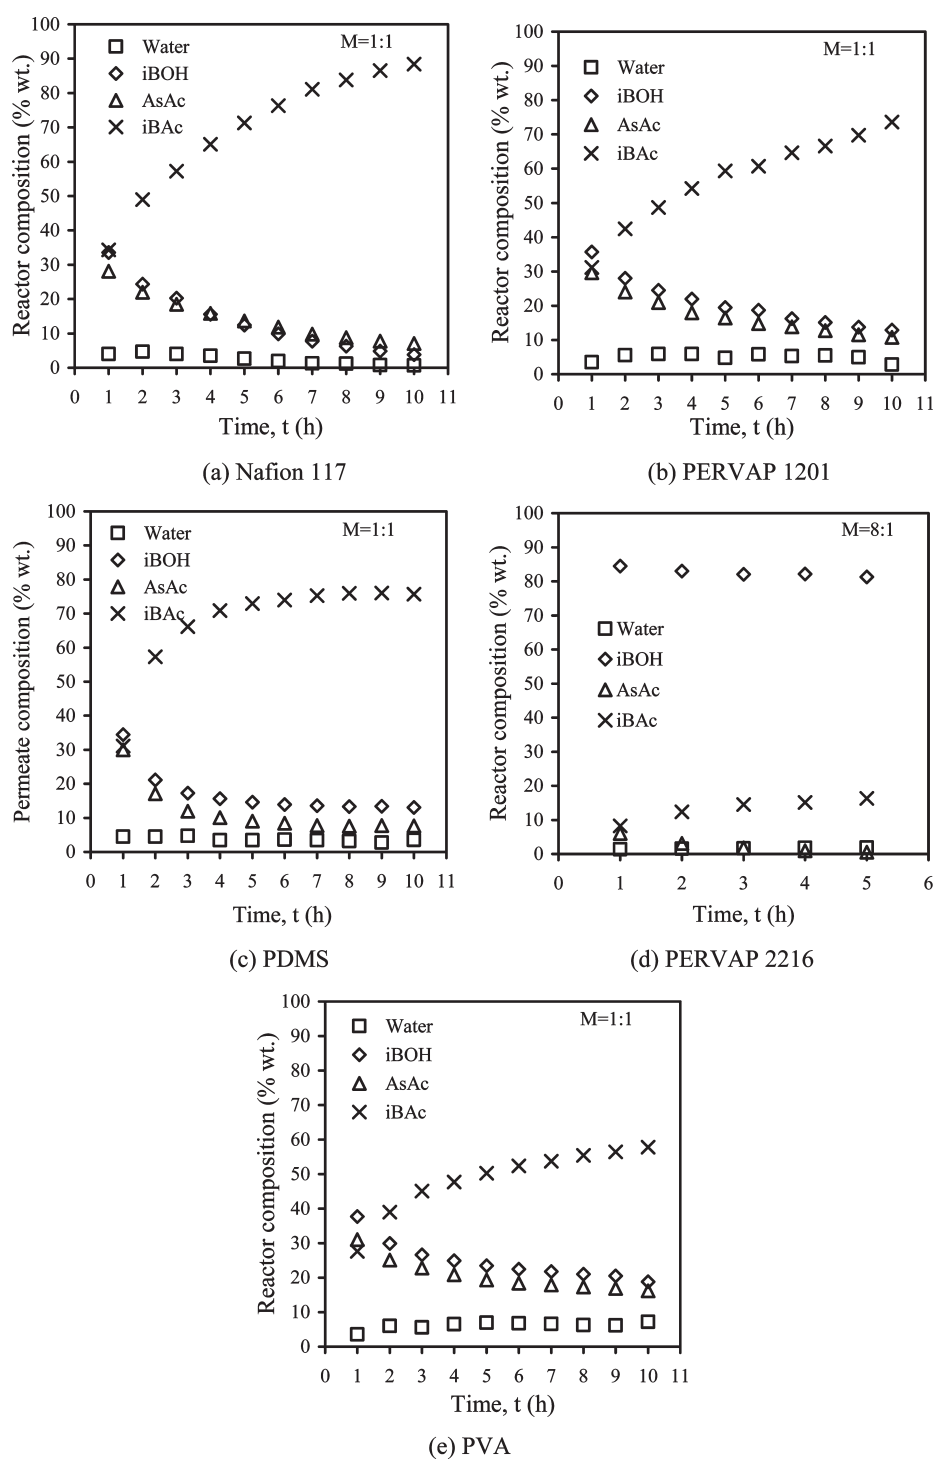 100
90
80
70
60
50
40
30
20
10
0
Reactor composition (% wt.)
Water
iBOH
AsAc
iBAc
M=1:1
0 1 2 3 4 5 6 7 8 9 10 11
Time, t (h)
(a) Nafion 117
100
90
80
70
60
50
40
30
20
10
0
Reactor composition (% wt.)
Water
iBOH
AsAc
iBAc
M=1:1
0 1 2 3 4 5 6 7 8 9 10 11
Time, t (h)
(b) PERVAP 1201
100
90
80
70
60
50
40
30
20
10
0
Permeate composition (% wt.)
Water
iBOH
AsAc
iBAc
M=1:1
0 1 2 3 4 5 6 7 8 9 10 11
Time, t (h)
(c) PDMS
100
90
80
70
60
50
40
30
20
10
0
Reactor composition (% wt.)
M=8:1
Water
iBOH
AsAc
iBAc
0 1 2 3 4 5 6
Time, t (h)
(d) PERVAP 2216
100
90
80
70
60
50
40
30
20
10
0
Reactor composition (% wt.)
Water
iBOH
AsAc
iBAc
M=1:1
0 1 2 3 4 5 6 7 8 9 10 11
Time, t (h)
(e) PVA